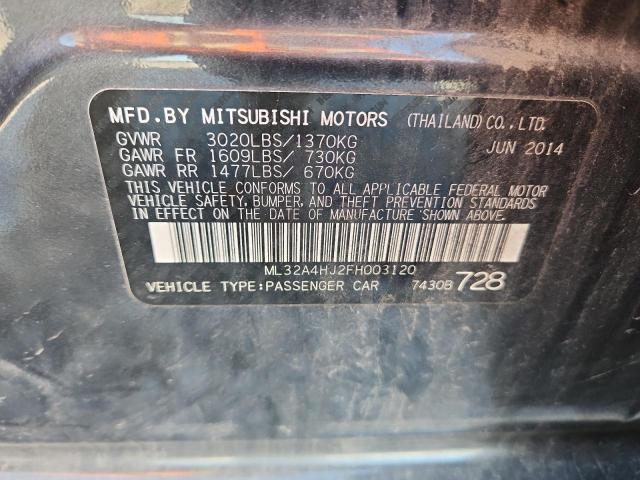 MFD.BY MITSUBISHI MOTORS (THAILAND)CO.,LTD.
GVWR 3020LBS/1370KG JUN 2014
GAWR FR 1609LBS/ 730KG
GAWR RR 1477LBS/ 670KG
THIS VEHICLE CONFORMS TO ALL APPLICABLE FEDERAL MOTOR
VEHICLE SAFETY, BUMPER, AND THEFT PREVENTION STANDARDS
IN EFFECT ON THE DATE OF MANUFACTURE SHOWN ABOVE.
ML32A4HJ2FH003120
VEHICLE TYPE:PASSENGER CAR 7430B 728